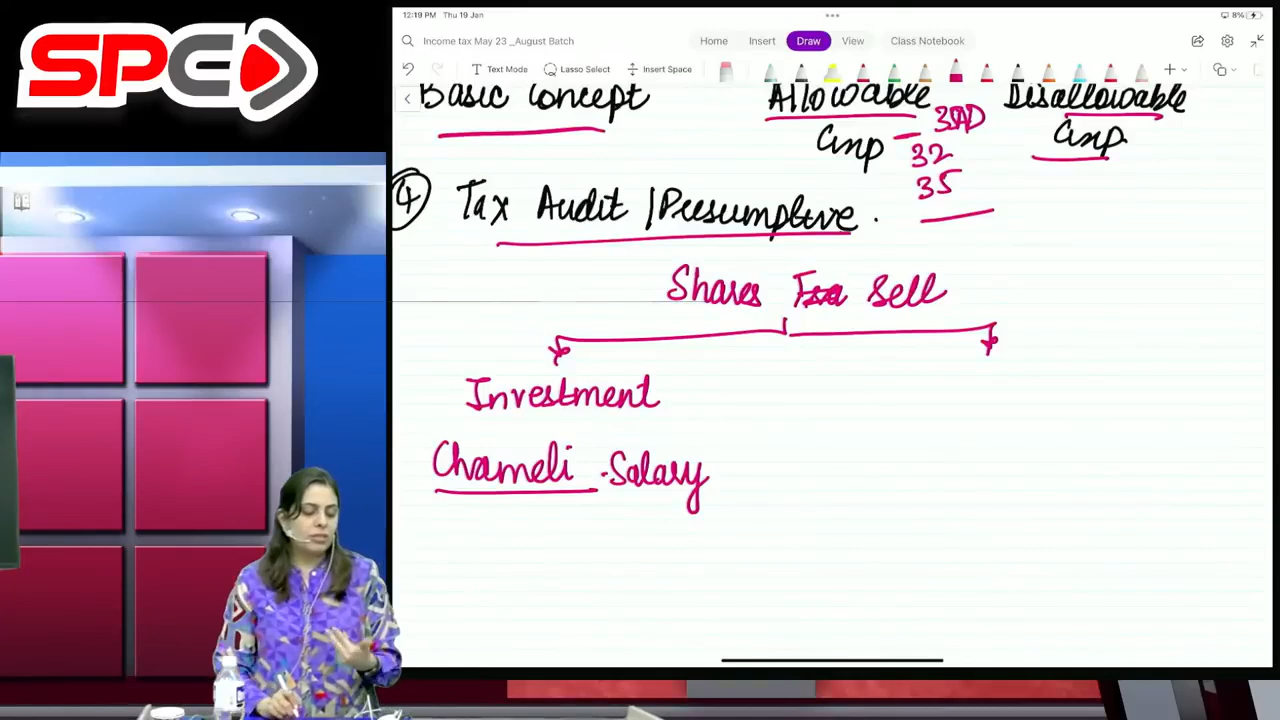 SPC
12:19 PM Thu 19 Jan
8%
Income tax May 23 _August Batch
Home Insert Draw View Class Notebook
Text Mode Lasso Select Insert Space
Basic Concept Allowable Disallowable
Exp 35AD Exp.
32
35
④ Tax Audit / Presumptive.
Shares Sell
Investment
Chameli - Salary